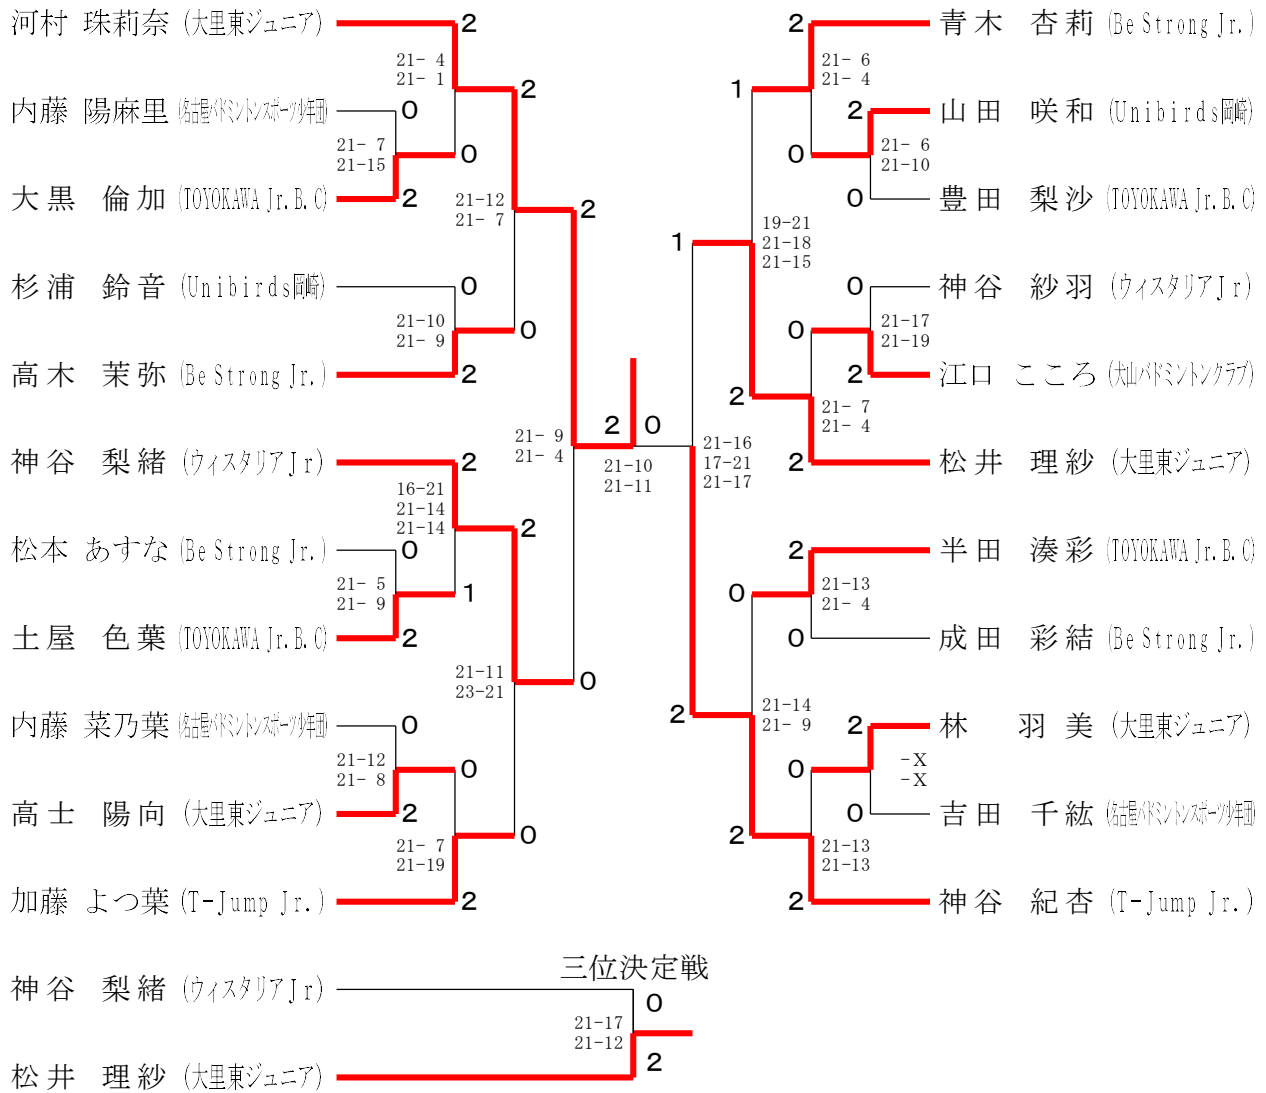 河村 珠莉奈 (大里東ジュニア) 2
21- 4
21- 1
2
内藤 陽麻里 (名古屋バドミントンスポーツ少年団) 0
21- 7
21-15
0
大黒 倫加 (TOYOKAWA Jr.B.C) 2
21-12
21- 7
2
杉浦 鈴音 (Unibirds岡崎) 0
21-10
21- 9
0
高木 茉弥 (Be Strong Jr.) 2
21- 9
21- 4
神谷 梨緒 (ウィスタリアJr) 2
16-21
21-14
21-14
2
松本 あすな (Be Strong Jr.) 0
21- 5
21- 9
1
土屋 色葉 (TOYOKAWA Jr.B.C) 2
21-11
23-21
0
内藤 菜乃葉 (名古屋バドミントンスポーツ少年団) 0
21-12
21- 8
0
高士 陽向 (大里東ジュニア) 2
21- 7
21-19
0
加藤 よつ葉 (T-Jump Jr.) 2
2 0
21-10
21-11
2 青木 杏莉 (Be Strong Jr.)
21- 6
21- 4
1
2 山田 咲和 (Unibirds岡崎)
0
21- 6
21-10
0 豊田 梨沙 (TOYOKAWA Jr.B.C)
1
19-21
21-18
21-15
0 神谷 紗羽 (ウィスタリアJr)
0
21-17
21-19
2 江口 こころ (犬山バドミントンクラブ)
2
21- 7
21- 4
2 松井 理紗 (大里東ジュニア)
21-16
17-21
21-17
2 半田 湊彩 (TOYOKAWA Jr.B.C)
0
21-13
21- 4
0 成田 彩結 (Be Strong Jr.)
2
21-14
21- 9
2 林 羽美 (大里東ジュニア)
0
-X
-X
0 吉田 千紘 (名古屋バドミントンスポーツ少年団)
2
21-13
21-13
2 神谷 紀杏 (T-Jump Jr.)
三位決定戦
神谷 梨緒 (ウィスタリアJr) 0
21-17
21-12
松井 理紗 (大里東ジュニア) 2